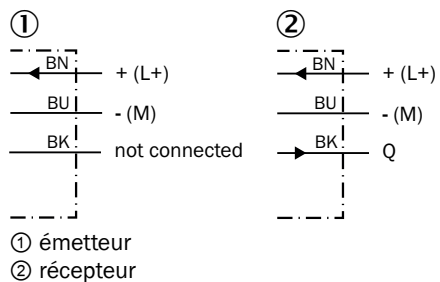 ①
BN + (L+)
BU - (M)
BK not connected
②
BN + (L+)
BU - (M)
BK Q
① émetteur
② récepteur